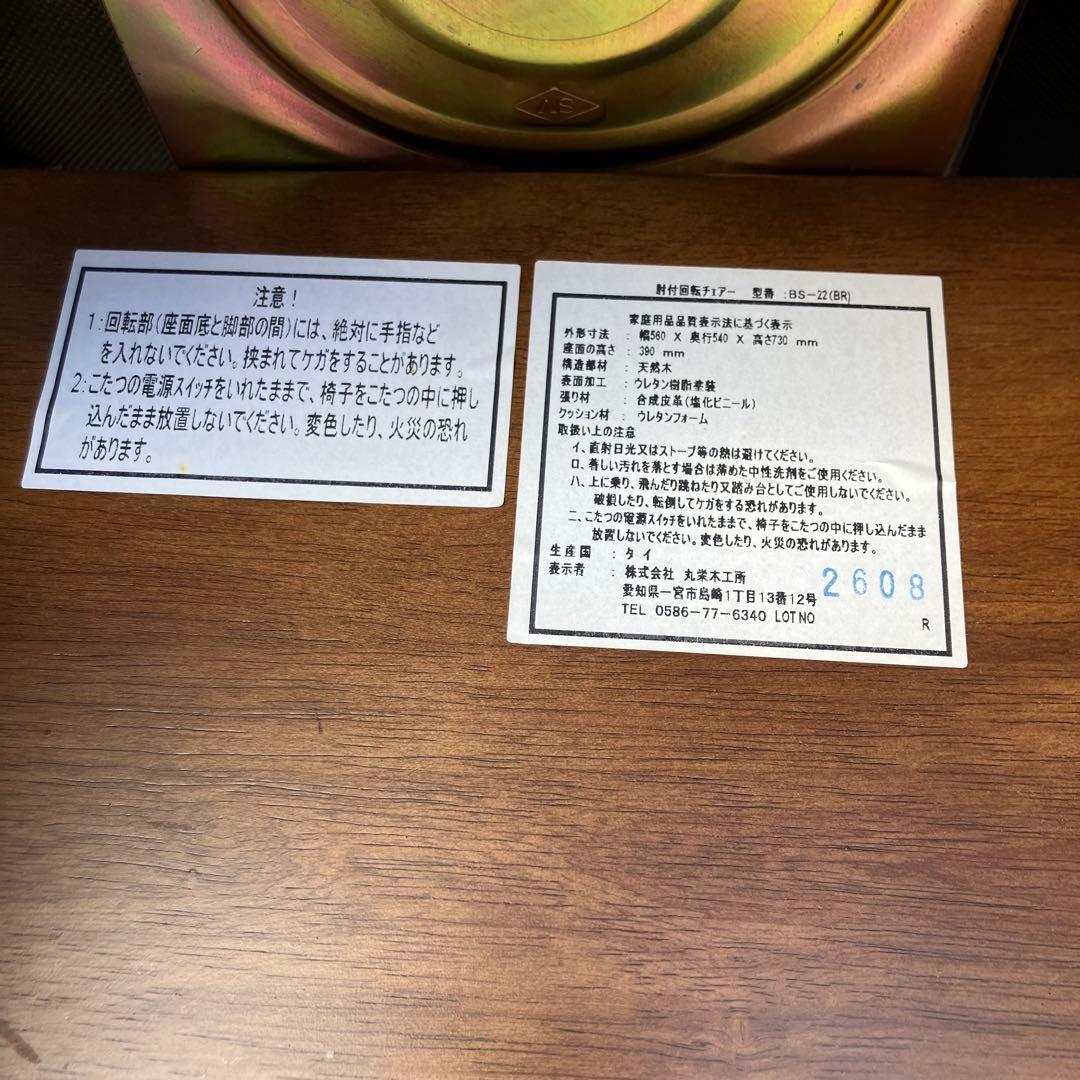 SV
注意！
1：回転部（座面底と脚部の間）には、絶対に手指など
を入れないでください。挟まれてケガをすることがあります。
2：こたつの電源スイッチをいれたままで、椅子をこたつの中に押し
込んだまま放置しないでください。変色したり、火災の恐れ
があります。
肘付回転チェアー 型番 :BS-22(BR)
家庭用品品質表示法に基づく表示
外形寸法 : 幅560 X 奥行540 X 高さ730 mm
座面の高さ : 390 mm
構造部材 : 天然木
表面加工 : ウレタン樹脂塗装
張り材 : 合成皮革(塩化ビニール)
クッション材 : ウレタンフォーム
取扱い上の注意
イ、直射日光又はストーブ等の熱は避けてください。
ロ、著しい汚れを落とす場合は薄めた中性洗剤をご使用ください。
ハ、上に乗り、飛んだり跳ねたり又踏み台としてご使用しないでください。
破損したり、転倒してケガをする恐れがあります。
ニ、こたつの電源スイッチをいれたままで、椅子をこたつの中に押し込んだまま
放置しないでください。変色したり、火災の恐れがあります。
生産国 : タイ
表示者 : 株式会社 丸栄木工所
愛知県一宮市島崎1丁目13番12号
TEL 0586-77-6340 LOTNO
2608
R